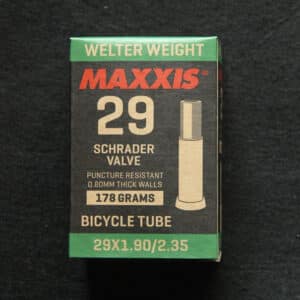 WELTER WEIGHT
MAXXIS®
29
SCHRADER
VALVE
PUNCTURE RESISTANT
0.80MM THICK WALLS
178 GRAMS
BICYCLE TUBE
29X1.90/2.35